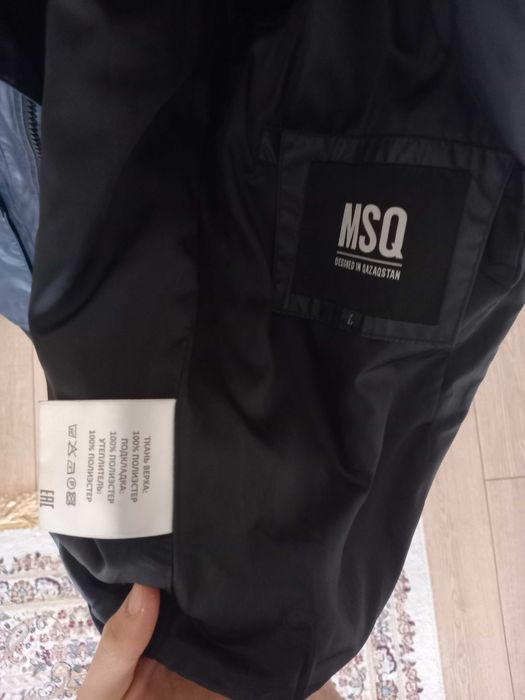 MSQ
DESIGNED IN QAZAQSTAN
L
ТКАНЬ ВЕРХА:
100% ПОЛИЭСТЕР
ПОДКЛАДКА:
100% ПОЛИЭСТЕР
УТЕПЛИТЕЛЬ:
100% ПОЛИЭСТЕР
EAC